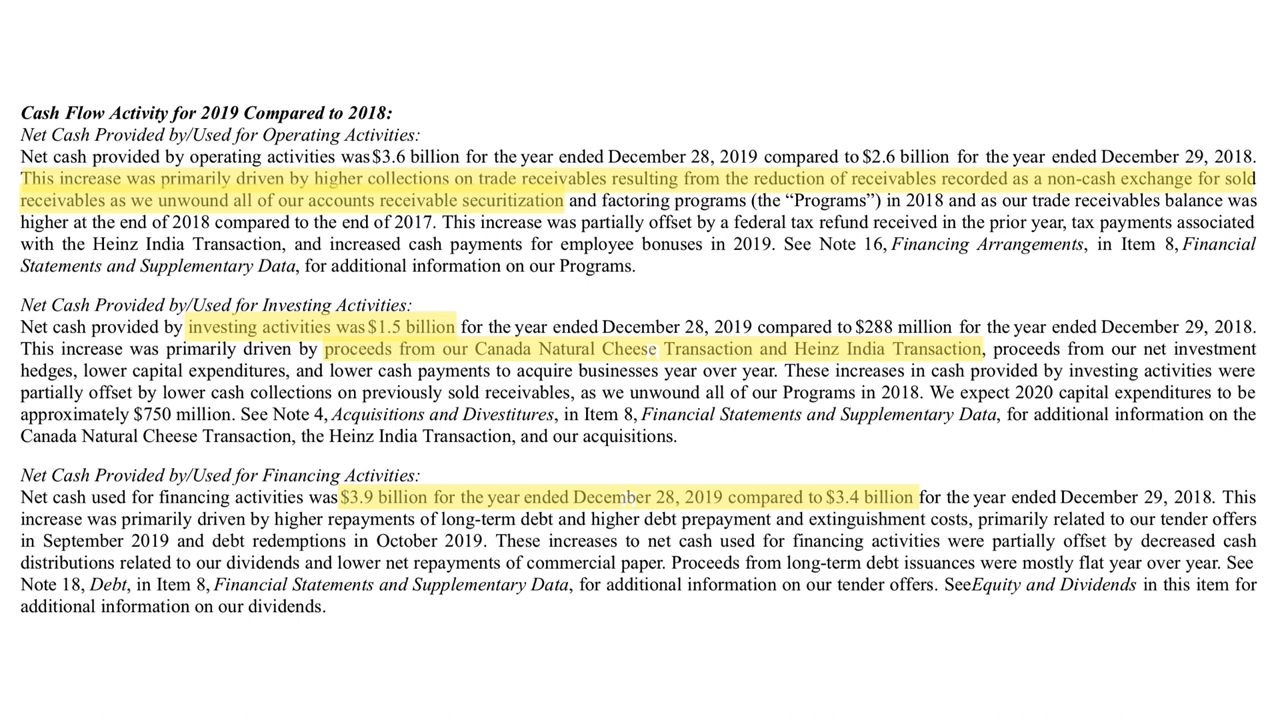 Cash Flow Activity for 2019 Compared to 2018:
Net Cash Provided by/Used for Operating Activities:
Net cash provided by operating activities was $3.6 billion for the year ended December 28, 2019 compared to $2.6 billion for the year ended December 29, 2018.
This increase was primarily driven by higher collections on trade receivables resulting from the reduction of receivables recorded as a non-cash exchange for sold
receivables as we unwound all of our accounts receivable securitization and factoring programs (the “Programs”) in 2018 and as our trade receivables balance was
higher at the end of 2018 compared to the end of 2017. This increase was partially offset by a federal tax refund received in the prior year, tax payments associated
with the Heinz India Transaction, and increased cash payments for employee bonuses in 2019. See Note 16, Financing Arrangements, in Item 8, Financial
Statements and Supplementary Data, for additional information on our Programs.
Net Cash Provided by/Used for Investing Activities:
Net cash provided by investing activities was $1.5 billion for the year ended December 28, 2019 compared to $288 million for the year ended December 29, 2018.
This increase was primarily driven by proceeds from our Canada Natural Cheese Transaction and Heinz India Transaction, proceeds from our net investment
hedges, lower capital expenditures, and lower cash payments to acquire businesses year over year. These increases in cash provided by investing activities were
partially offset by lower cash collections on previously sold receivables, as we unwound all of our Programs in 2018. We expect 2020 capital expenditures to be
approximately $750 million. See Note 4, Acquisitions and Divestitures, in Item 8, Financial Statements and Supplementary Data, for additional information on the
Canada Natural Cheese Transaction, the Heinz India Transaction, and our acquisitions.
Net Cash Provided by/Used for Financing Activities:
Net cash used for financing activities was $3.9 billion for the year ended December 28, 2019 compared to $3.4 billion for the year ended December 29, 2018. This
increase was primarily driven by higher repayments of long-term debt and higher debt prepayment and extinguishment costs, primarily related to our tender offers
in September 2019 and debt redemptions in October 2019. These increases to net cash used for financing activities were partially offset by decreased cash
distributions related to our dividends and lower net repayments of commercial paper. Proceeds from long-term debt issuances were mostly flat year over year. See
Note 18, Debt, in Item 8, Financial Statements and Supplementary Data, for additional information on our tender offers. See Equity and Dividends in this item for
additional information on our dividends.